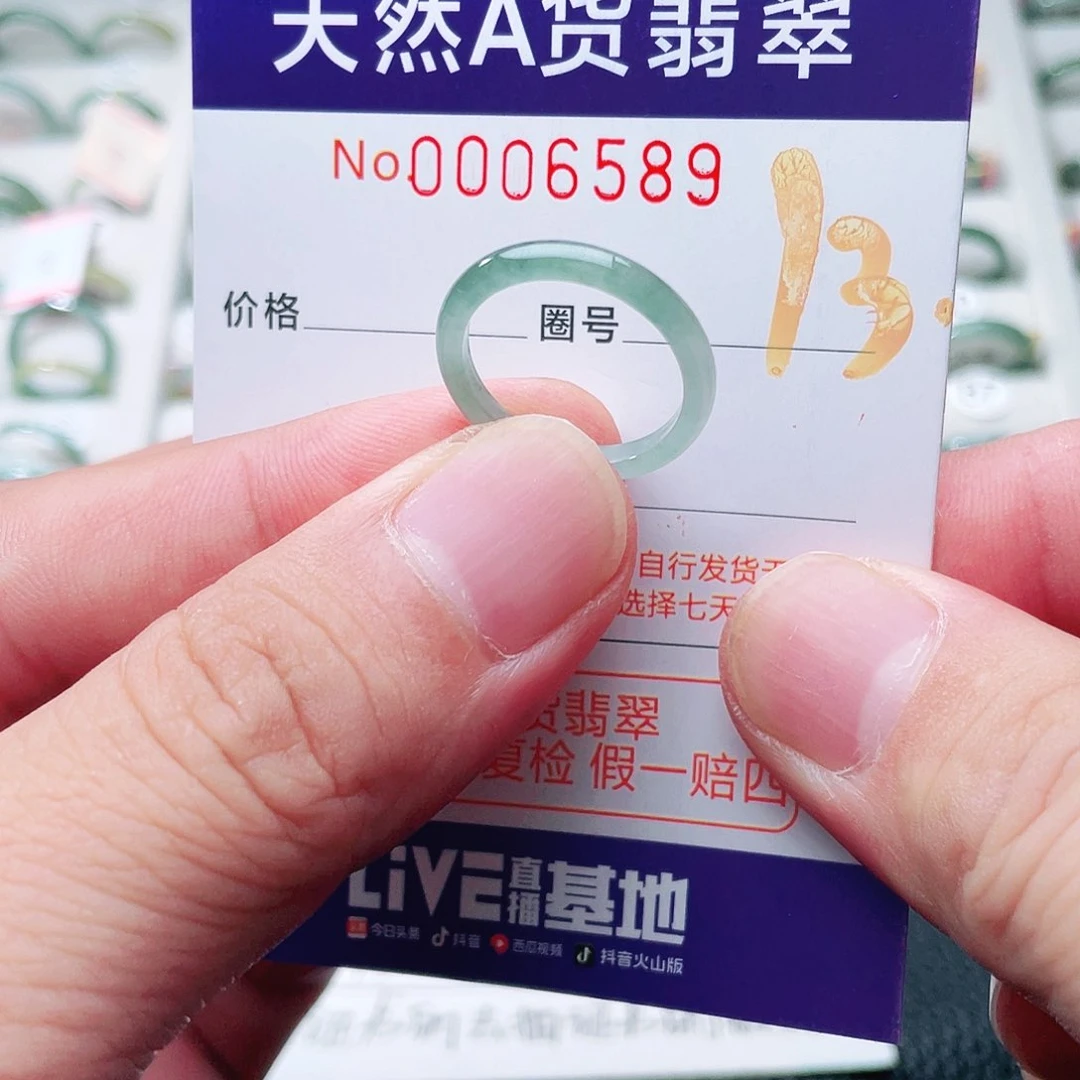 天然A货翡翠
No.0006589
价格 圈号 13.
自行发货
选择七天
货翡翠
复检 假一赔四
LiVE直播基地
今日头条 抖音 西瓜视频 抖音火山版